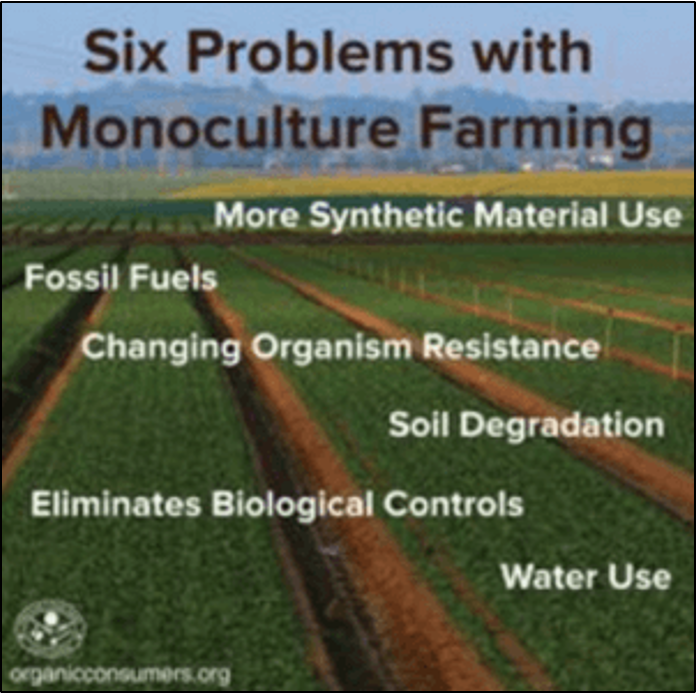 Six Problems with
Monoculture Farming
More Synthetic Material Use
Fossil Fuels
Changing Organism Resistance
Soil Degradation
Eliminates Biological Controls
Water Use
organicconsumers.org